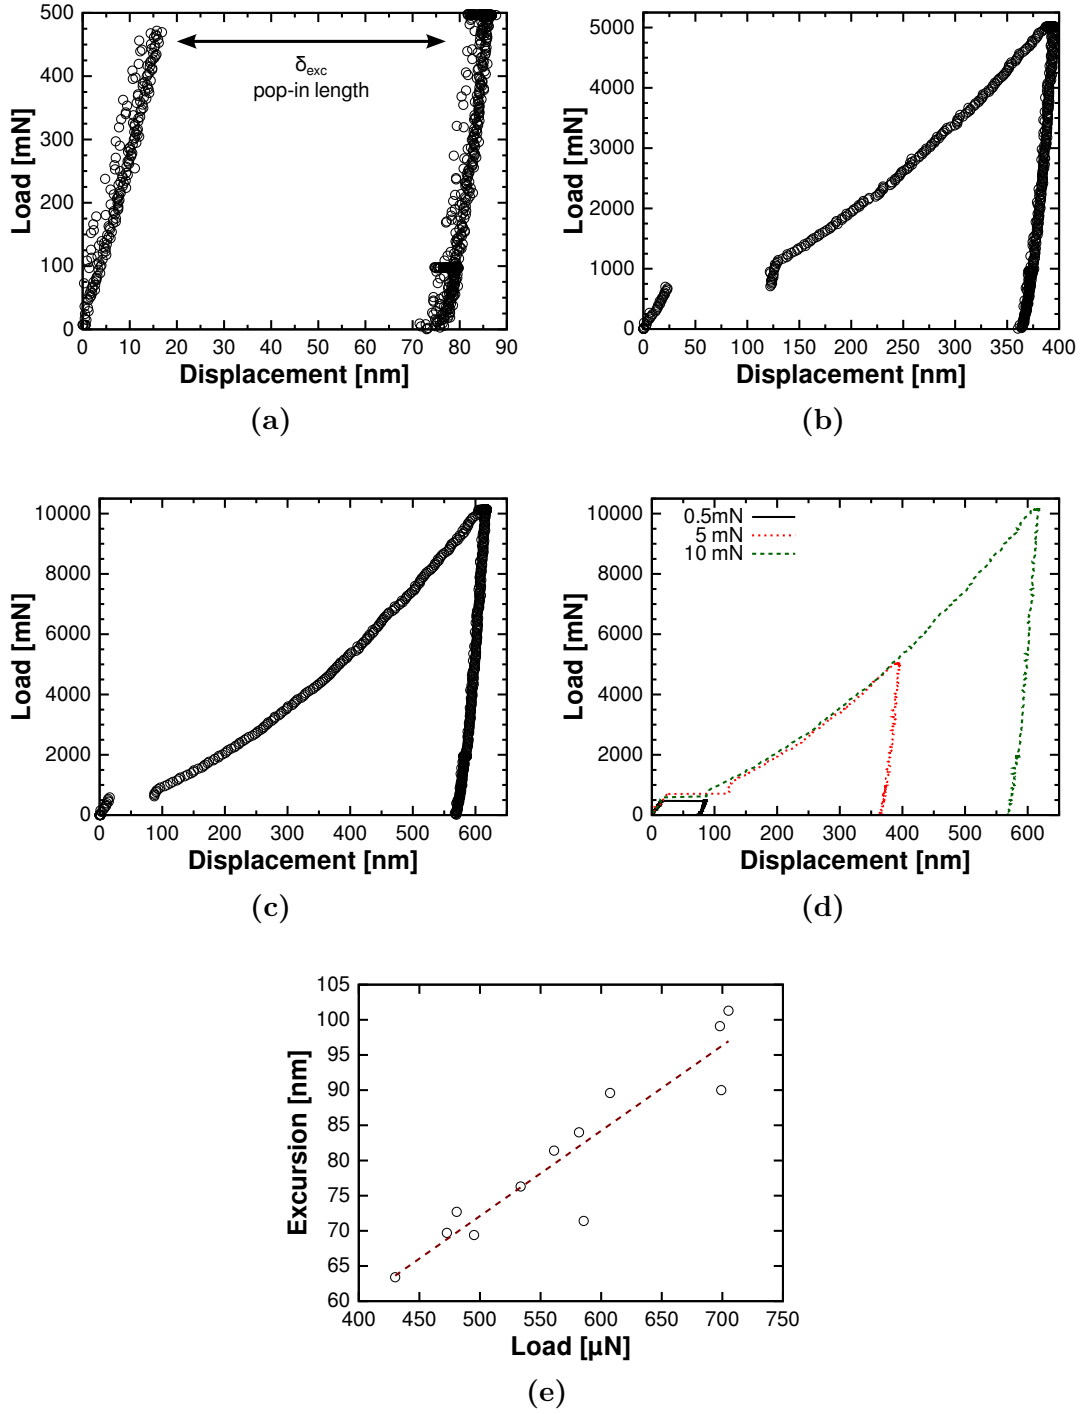 500
400
300
200
100
0
Load [mN]
δexc
pop-in length
0 10 20 30 40 50 60 70 80 90
Displacement [nm]
(a)
5000
4000
3000
2000
1000
0
Load [mN]
0 50 100 150 200 250 300 350 400
Displacement [nm]
(b)
10000
8000
6000
4000
2000
0
Load [mN]
0 100 200 300 400 500 600
Displacement [nm]
(c)
10000
8000
6000
4000
2000
0
Load [mN]
0.5mN
5 mN
10 mN
0 100 200 300 400 500 600
Displacement [nm]
(d)
105
100
95
90
85
80
75
70
65
60
Excursion [nm]
400 450 500 550 600 650 700 750
Load [µN]
(e)